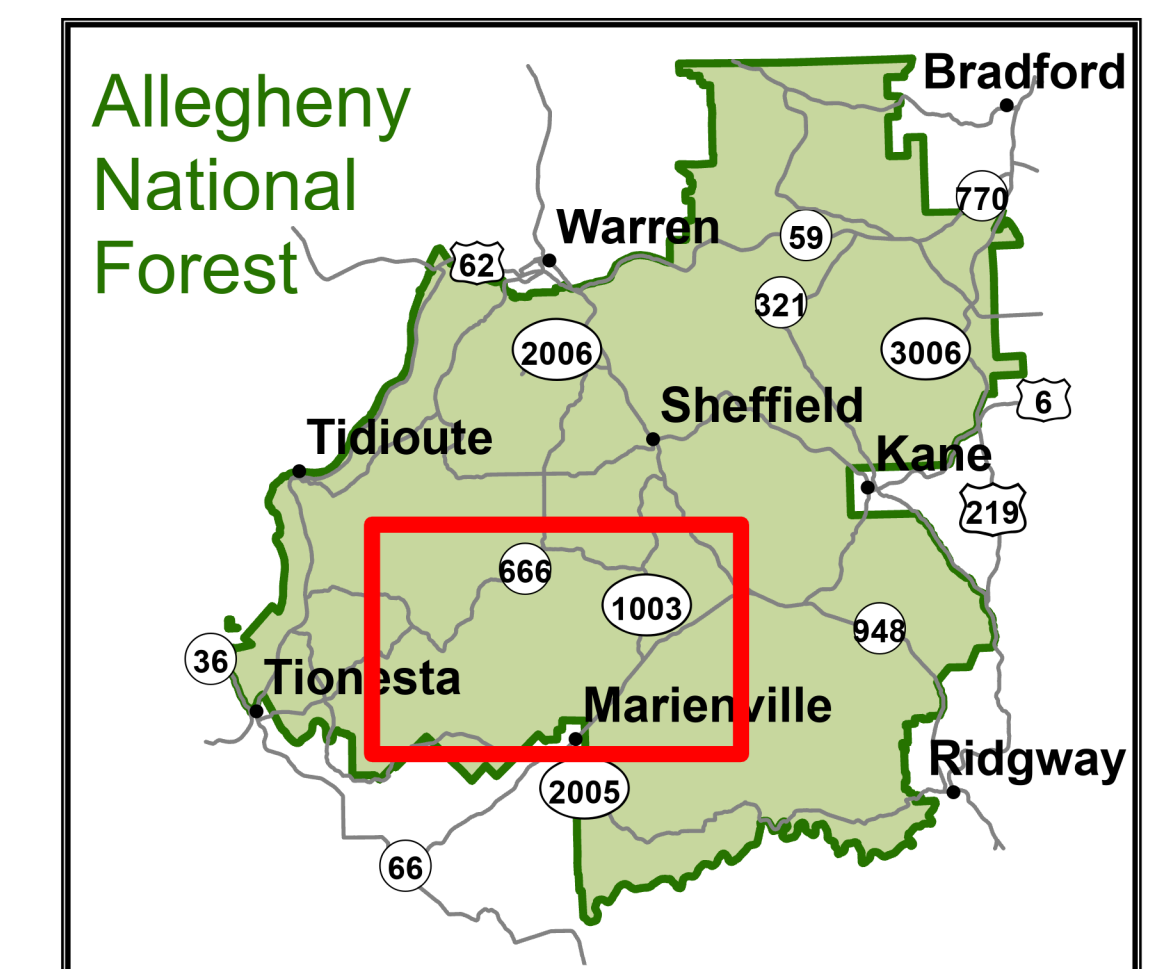 Allegheny
National
Forest
Bradford
770
Warren
59
62
321
2006
3006
6
Sheffield
Tidioute
Kane
219
666
1003
948
36
Tionesta
Marienville
Ridgway
2005
66